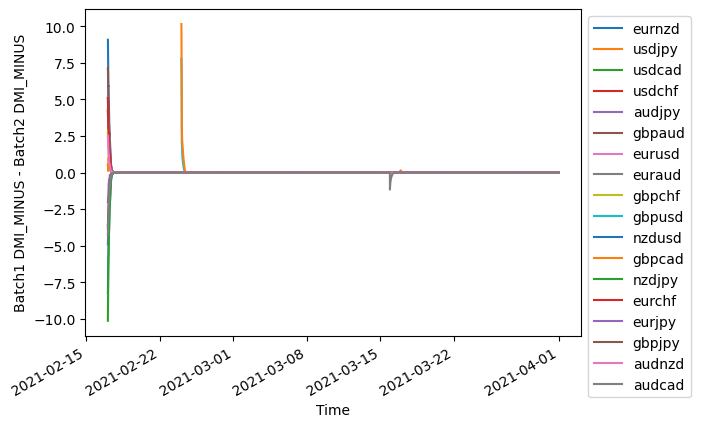 Batch1 DMI_MINUS - Batch2 DMI_MINUS
10.0
7.5
5.0
2.5
0.0
−2.5
−5.0
−7.5
−10.0
2021-02-15
2021-02-22
2021-03-01
2021-03-08
2021-03-15
2021-03-22
2021-04-01
Time
eurnzd
usdjpy
usdcad
usdchf
audjpy
gbpaud
eurusd
euraud
gbpchf
gbpusd
nzdusd
gbpcad
nzdjpy
eurchf
eurjpy
gbpjpy
audnzd
audcad